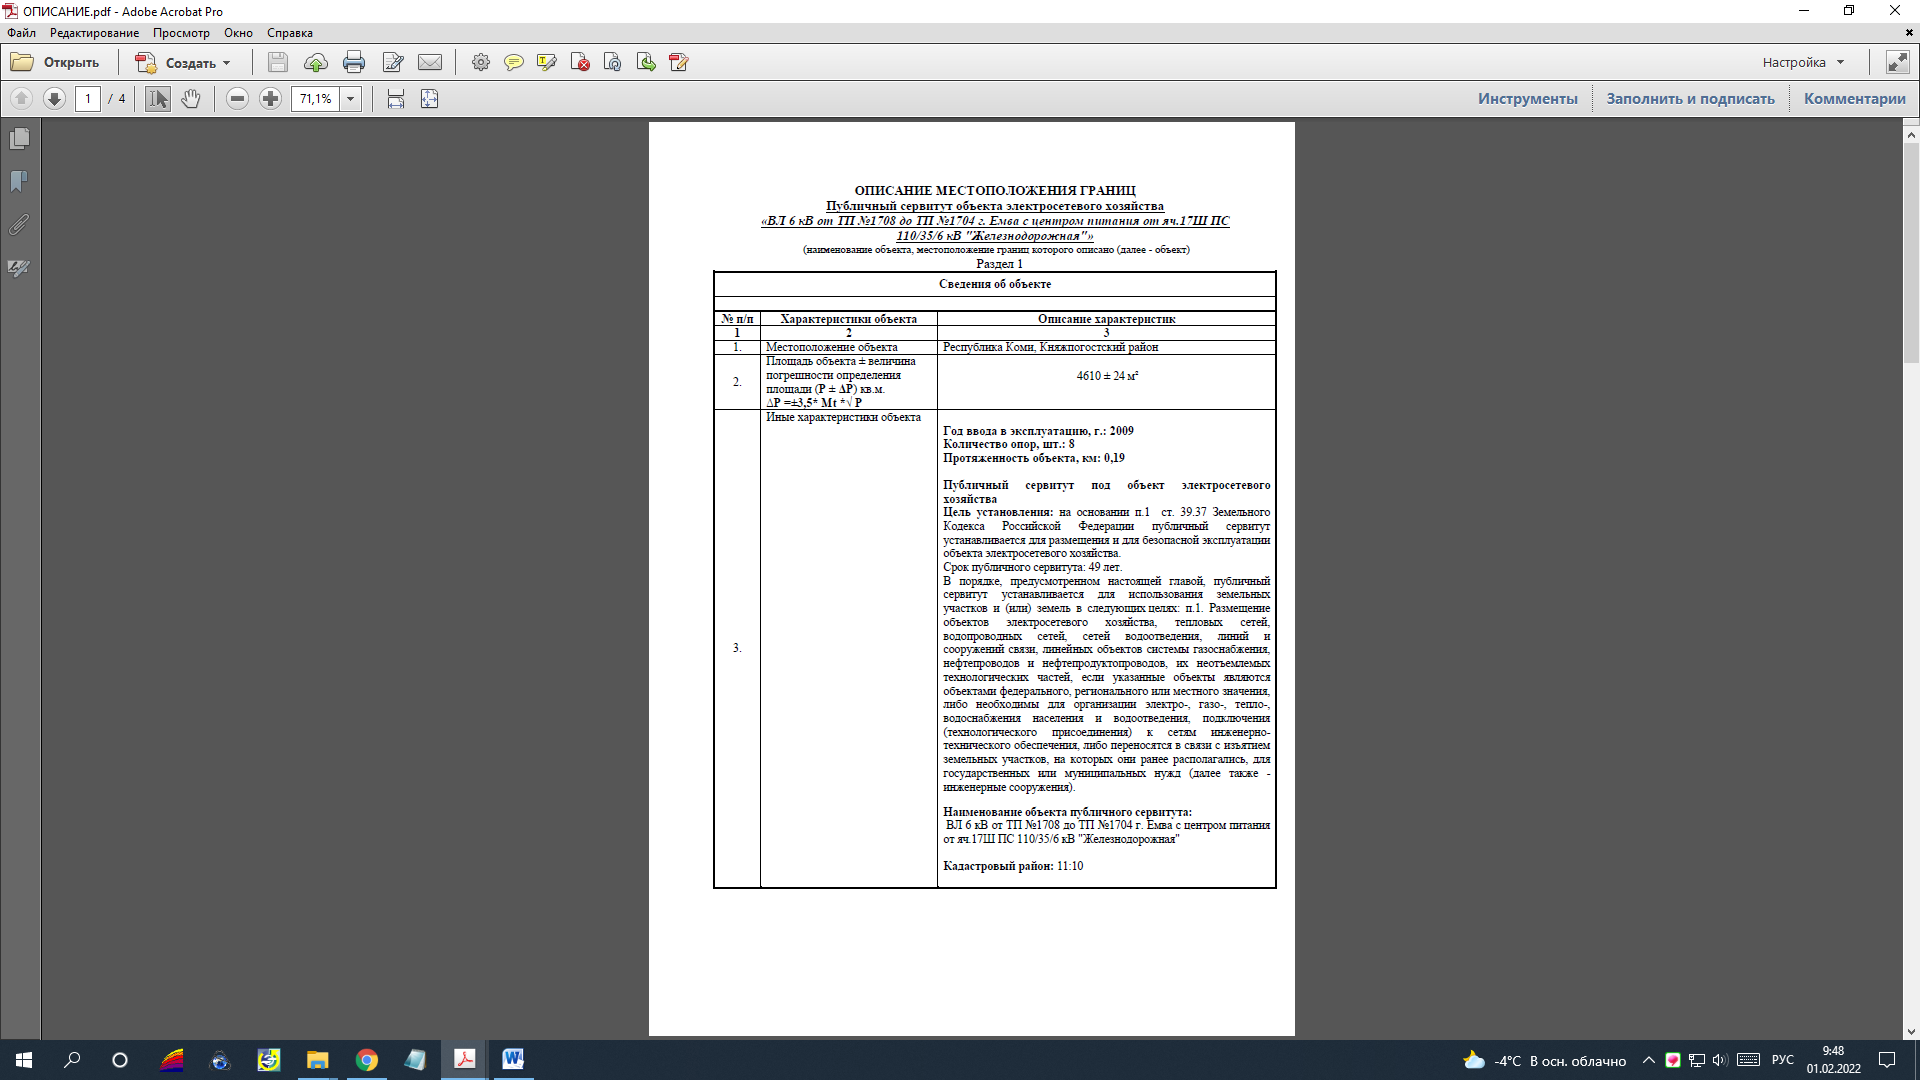 ОПИСАНИЕ.pdf - Adobe Acrobat Pro
Файл Редактирование Просмотр Окно Справка
Открыть Создать Настройка
1 / 4 71,1% Инструменты Заполнить и подписать Комментарии
ОПИСАНИЕ МЕСТОПОЛОЖЕНИЯ ГРАНИЦ
Публичный сервитут объекта электросетевого хозяйства
«ВЛ 6 кВ от ТП №1708 до ТП №1704 г. Емва с центром питания от яч.17Ш ПС
110/35/6 кВ "Железнодорожная"»
(наименование объекта, местоположение границ которого описано (далее - объект)
Раздел 1
Сведения об объекте
№ п/п Характеристики объекта Описание характеристик
1 2 3
1. Местоположение объекта Республика Коми, Княжпогостский район
2. Площадь объекта ± величина
погрешности определения
площади (P ± ΔP) кв.м.
ΔP =±3,5* Mt *√ P
4610 ± 24 м²
3. Иные характеристики объекта
Год ввода в эксплуатацию, г.: 2009
Количество опор, шт.: 8
Протяженность объекта, км: 0,19
Публичный сервитут под объект электросетевого
хозяйства
Цель установления: на основании п.1 ст. 39.37 Земельного
Кодекса Российской Федерации публичный сервитут
устанавливается для размещения и для безопасной эксплуатации
объекта электросетевого хозяйства.
Срок публичного сервитута: 49 лет.
В порядке, предусмотренном настоящей главой, публичный
сервитут устанавливается для использования земельных
участков и (или) земель в следующих целях: п.1. Размещение
объектов электросетевого хозяйства, тепловых сетей,
водопроводных сетей, сетей водоотведения, линий и
сооружений связи, линейных объектов системы газоснабжения,
нефтепроводов и нефтепродуктопроводов, их неотъемлемых
технологических частей, если указанные объекты являются
объектами федерального, регионального или местного значения,
либо необходимы для организации электро-, газо-, тепло-,
водоснабжения населения и водоотведения, подключения
(технологического присоединения) к сетям инженерно-
технического обеспечения, либо переносятся в связи с изъятием
земельных участков, на которых они ранее располагались, для
государственных или муниципальных нужд (далее также -
инженерные сооружения).
Наименование объекта публичного сервитута:
ВЛ 6 кВ от ТП №1708 до ТП №1704 г. Емва с центром питания
от яч.17Ш ПС 110/35/6 кВ "Железнодорожная"
Кадастровый район: 11:10
-4°C В осн. облачно РУС 9:48
01.02.2022